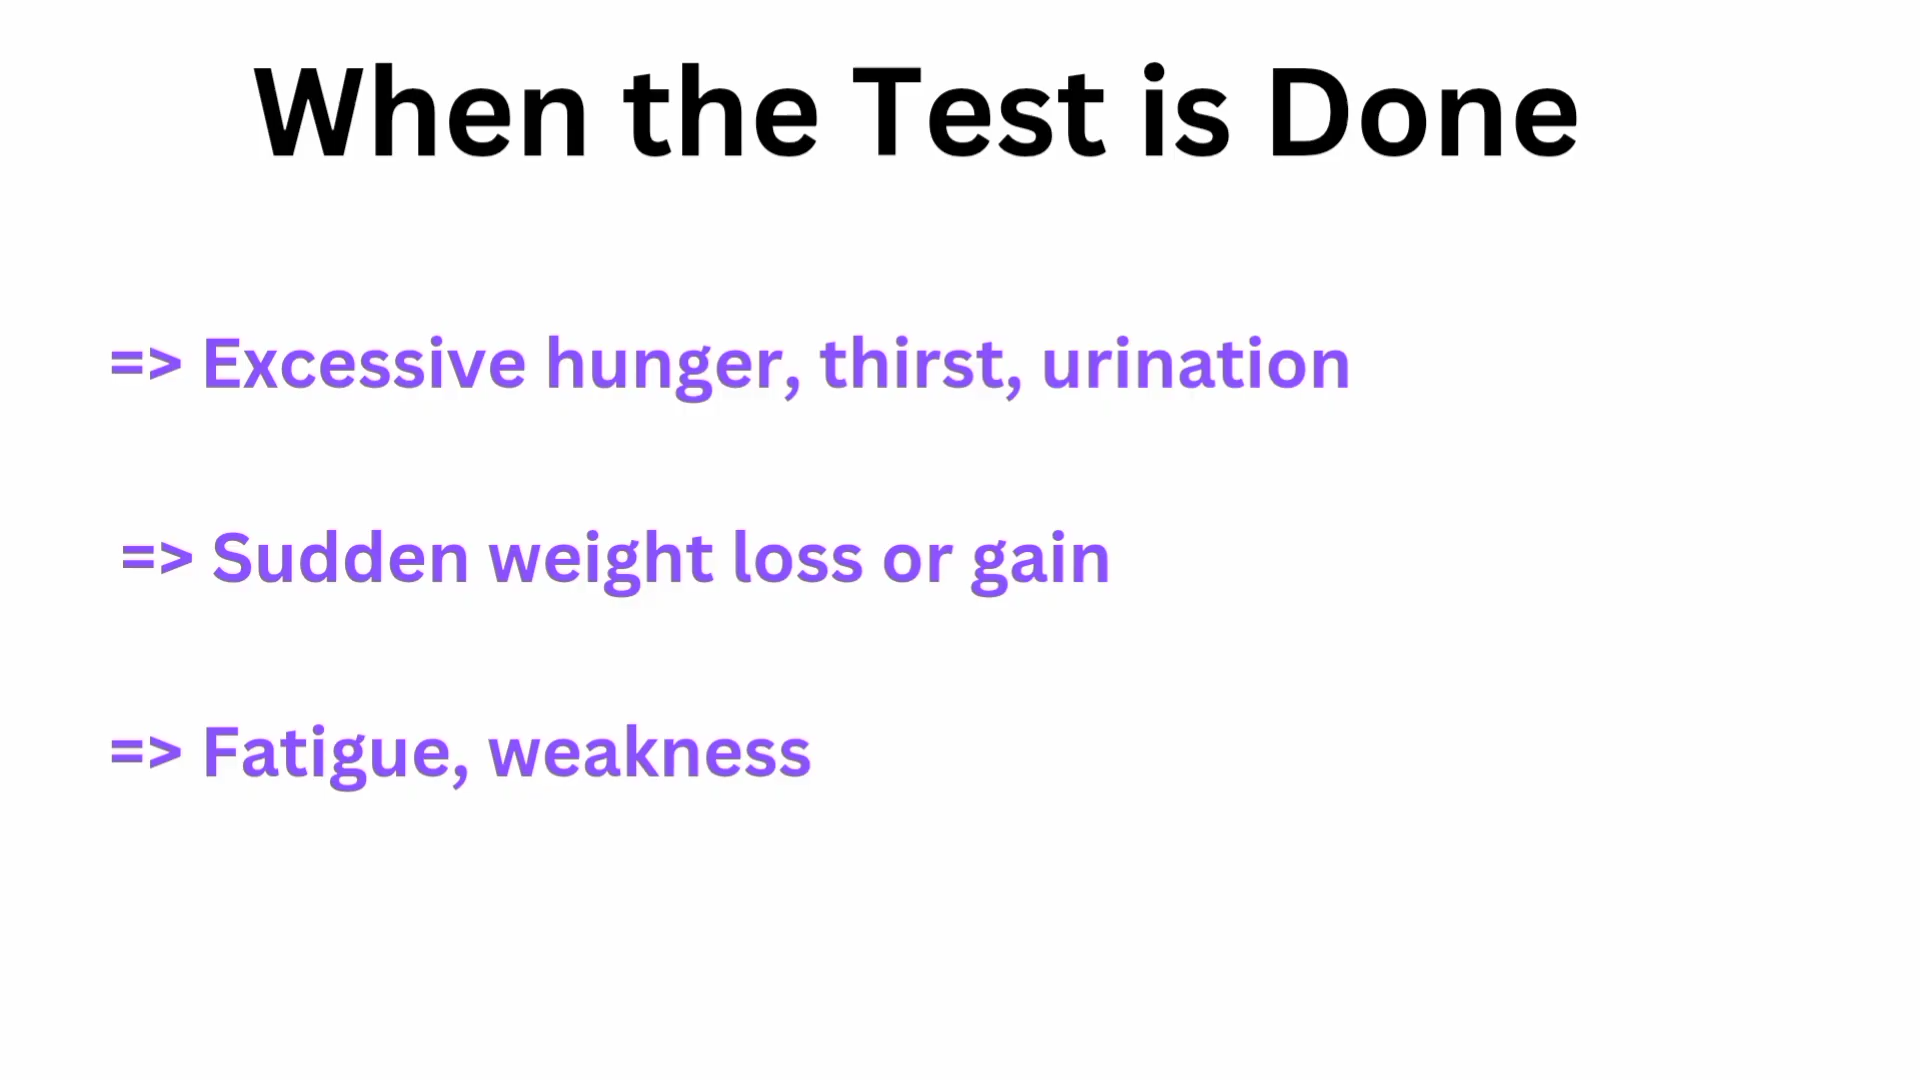 When the Test is Done
=> Excessive hunger, thirst, urination
=> Sudden weight loss or gain
=> Fatigue, weakness